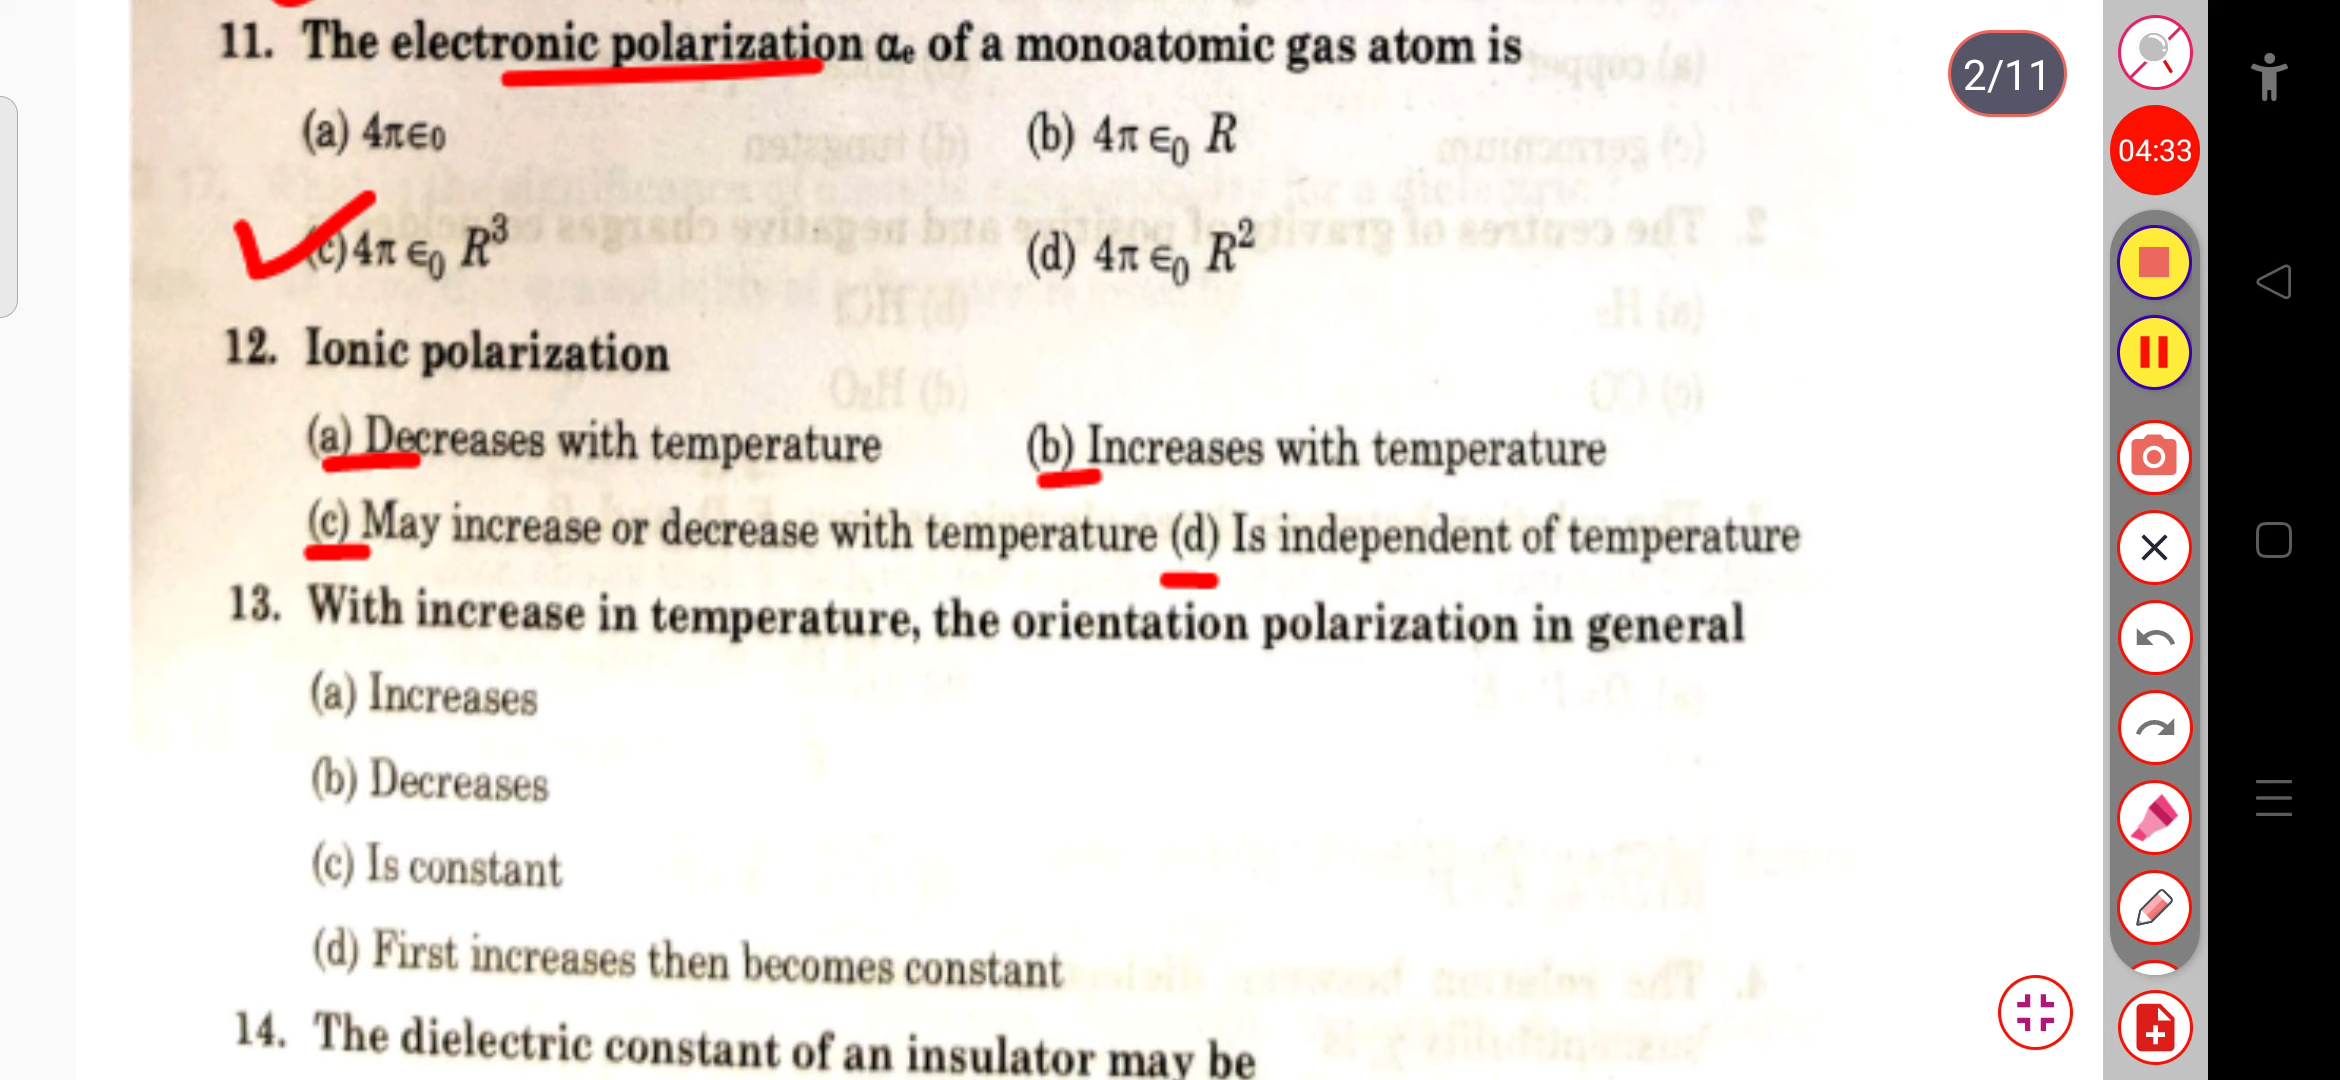 11. The electronic polarization αe of a monoatomic gas atom is
(a) 4πϵ0 (b) 4π ϵ0 R
(c) 4π ϵ0 R³ (d) 4π ϵ0 R²
12. Ionic polarization
(a) Decreases with temperature (b) Increases with temperature
(c) May increase or decrease with temperature (d) Is independent of temperature
13. With increase in temperature, the orientation polarization in general
(a) Increases
(b) Decreases
(c) Is constant
(d) First increases then becomes constant
14. The dielectric constant of an insulator may be
2/11
04:33